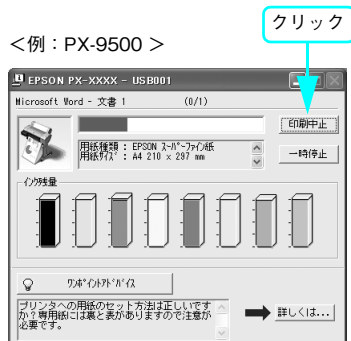 クリック
<例：PX-9500 >
EPSON PX-XXXX - USB001
Microsoft Word - 文書 1 (0/1)
印刷中止
用紙種類 : EPSON ｽｰﾊﾟｰﾌｧｲﾝ紙
用紙ｻｲｽﾞ : A4 210 x 297 mm
一時停止
ｲﾝｸ残量
ﾜﾝﾎﾟｲﾝﾄｱﾄﾞﾊﾞｲｽ
プリンタへの用紙のセット方法は正しいです
か？専用紙には裏と表がありますので注意が
必要です。
詳しくは...